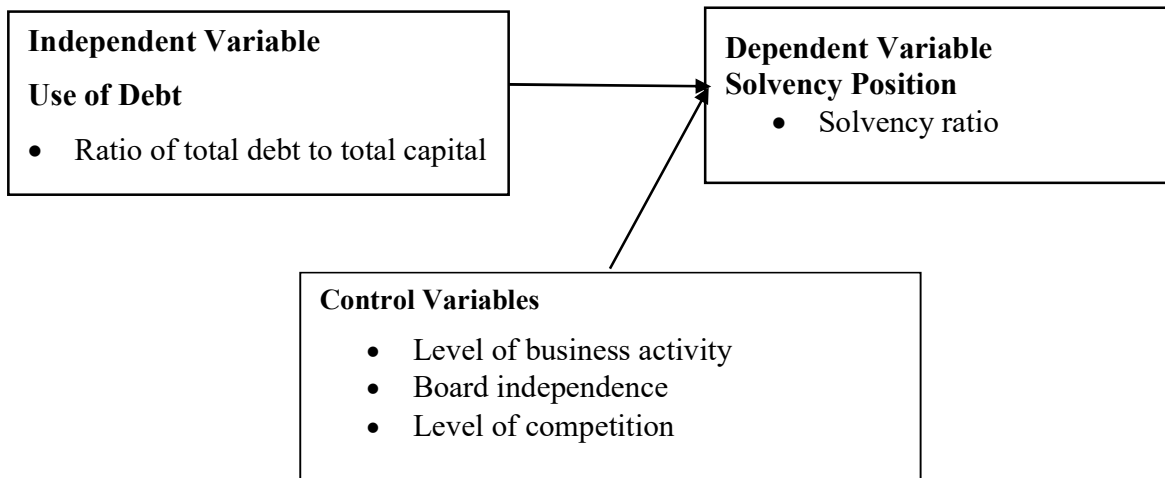 Independent Variable
Use of Debt
• Ratio of total debt to total capital
Dependent Variable
Solvency Position
• Solvency ratio
Control Variables
• Level of business activity
• Board independence
• Level of competition